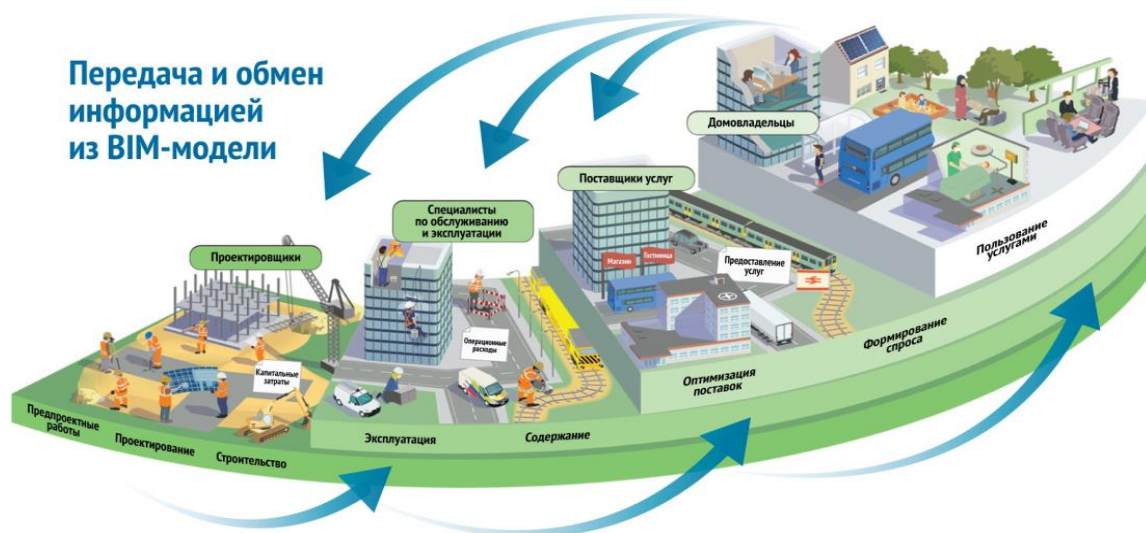 Передача и обмен
информацией
из BIM-модели
Домовладельцы
Поставщики услуг
Специалисты
по обслуживанию
и эксплуатации
Проектировщики
Магазин
Гостиница
Предоставление
услуг
Операционные
расходы
Капитальные
затраты
Пользование
услугами
Формирование
спроса
Оптимизация
поставок
Содержание
Эксплуатация
Предпроектные
работы
Проектирование
Строительство